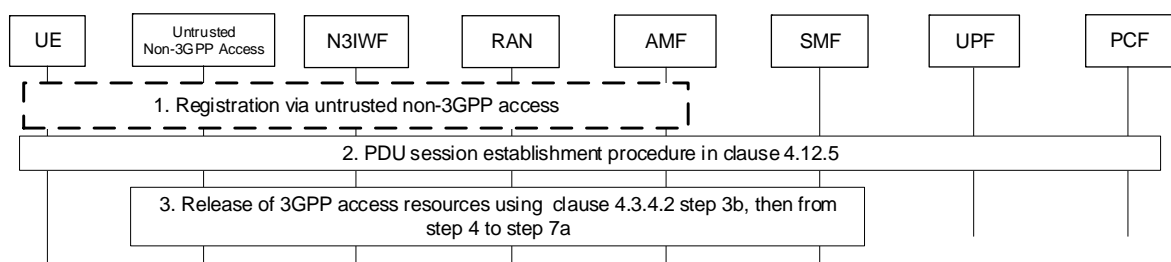 UE
Untrusted
Non-3GPP Access
N3IWF
RAN
AMF
SMF
UPF
PCF
1. Registration via untrusted non-3GPP access
2. PDU session establishment procedure in clause 4.12.5
3. Release of 3GPP access resources using clause 4.3.4.2 step 3b, then from
step 4 to step 7a